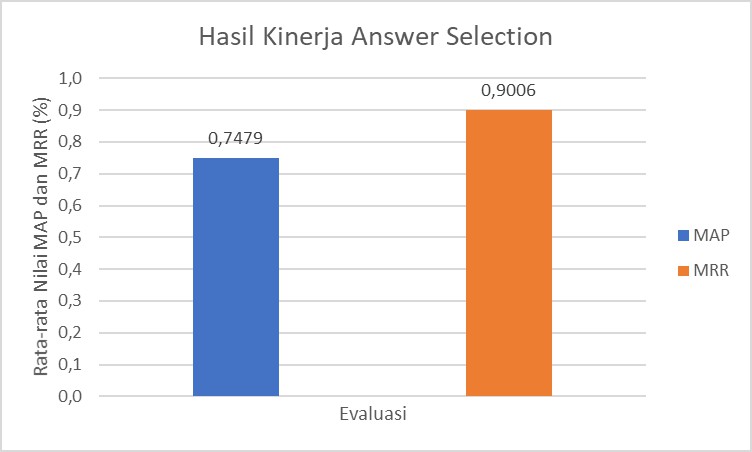 Hasil Kinerja Answer Selection
Rata-rata Nilai MAP dan MRR (%)
1,0
0,9
0,8
0,7
0,6
0,5
0,4
0,3
0,2
0,1
0,0
0,7479
0,9006
Evaluasi
MAP
MRR